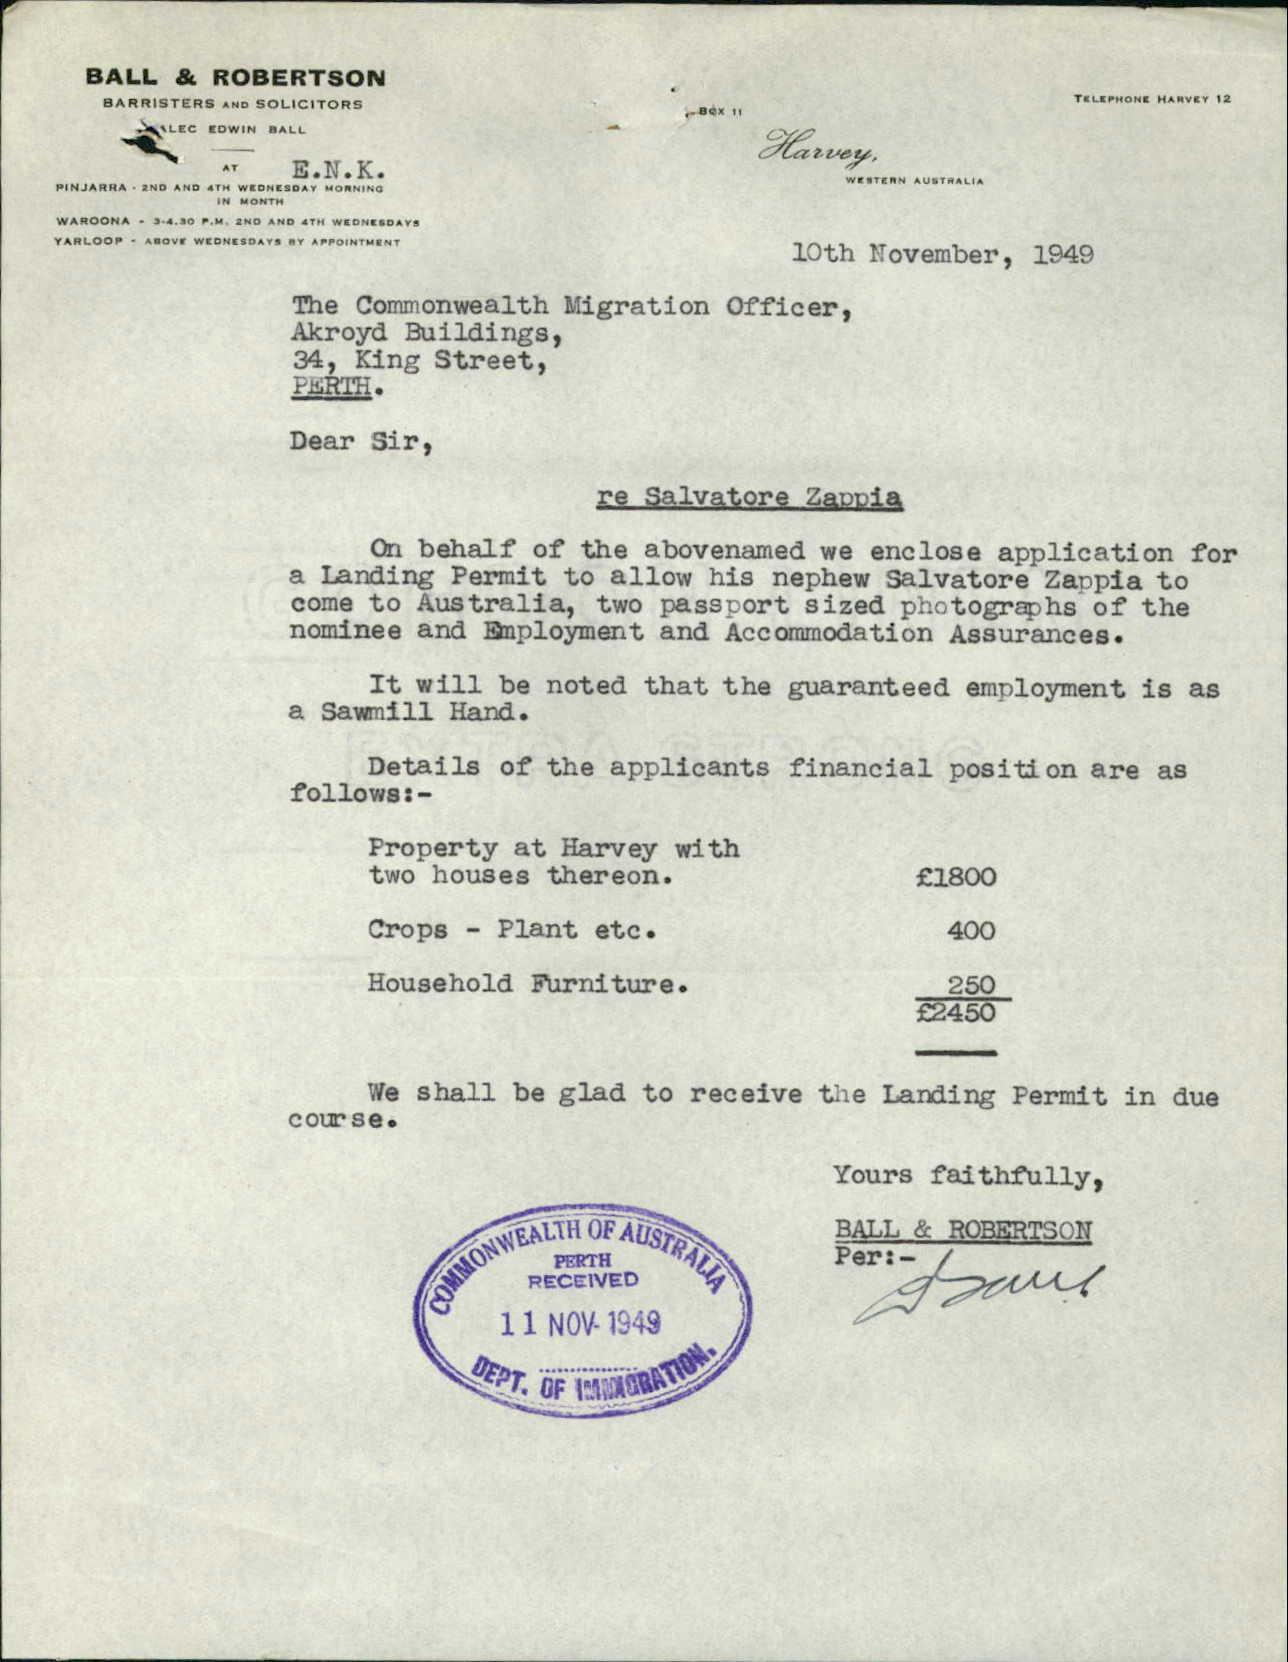 BALL & ROBERTSON
BARRISTERS AND SOLICITORS
ALEC EDWIN BALL
AT E.N.K.
PINJARRA - 2ND AND 4TH WEDNESDAY MORNING
IN MONTH
WAROONA - 3-4.30 P.M. 2ND AND 4TH WEDNESDAYS
YARLOOP - ABOVE WEDNESDAYS BY APPOINTMENT
BOX 11
TELEPHONE HARVEY 12
Harvey,
WESTERN AUSTRALIA
10th November, 1949
The Commonwealth Migration Officer,
Akroyd Buildings,
34, King Street,
PERTH.
Dear Sir,
re Salvatore Zappia
On behalf of the abovenamed we enclose application for
a Landing Permit to allow his nephew Salvatore Zappia to
come to Australia, two passport sized photographs of the
nominee and Employment and Accommodation Assurances.
It will be noted that the guaranteed employment is as
a Sawmill Hand.
Details of the applicants financial position are as
follows:-
Property at Harvey with
two houses thereon. £1800
Crops - Plant etc. 400
Household Furniture. 250
£2450
We shall be glad to receive the Landing Permit in due
course.
Yours faithfully,
BALL & ROBERTSON
Per:-
COMMONWEALTH OF AUSTRALIA
PERTH
RECEIVED
11 NOV. 1949
DEPT. OF IMMIGRATION.